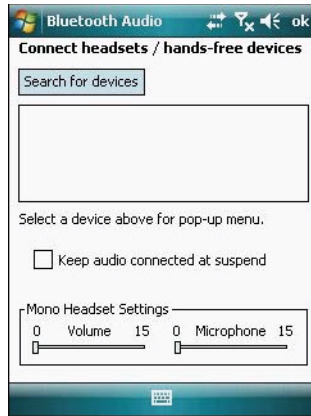 Bluetooth Audio ok
Connect headsets / hands-free devices
Search for devices
Select a device above for pop-up menu.
Keep audio connected at suspend
Mono Headset Settings
0 Volume 15 0 Microphone 15